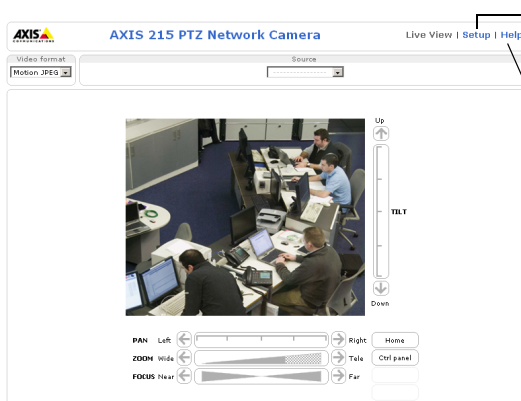 AXIS
COMMUNICATIONS
AXIS 215 PTZ Network Camera
Live View | Setup | Help
Video format
Source
Motion JPEG
Up
TILT
Down
PAN Left Right Home
ZOOM Wide Tele Ctrl panel
FOCUS Near Far